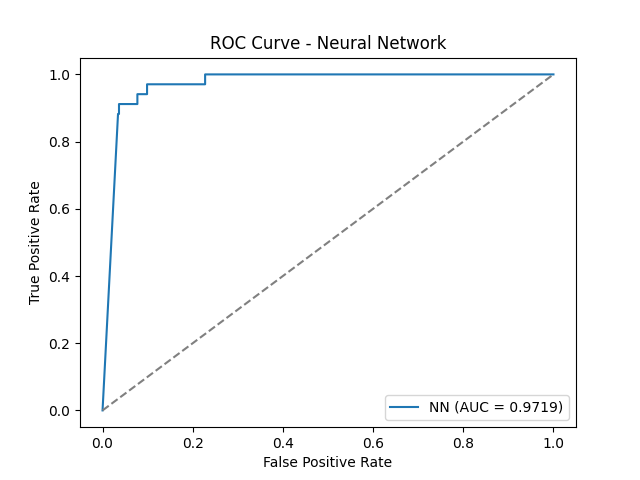 ROC Curve - Neural Network
True Positive Rate
1.0
0.8
0.6
0.4
0.2
0.0
NN (AUC = 0.9719)
0.0 0.2 0.4 0.6 0.8 1.0
False Positive Rate